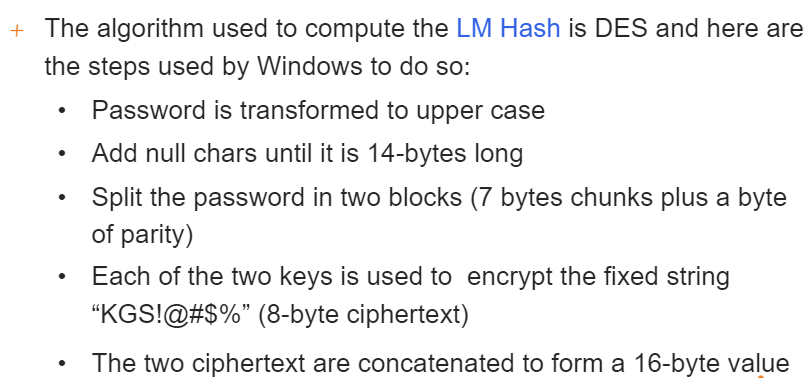 + The algorithm used to compute the LM Hash is DES and here are
the steps used by Windows to do so:
• Password is transformed to upper case
• Add null chars until it is 14-bytes long
• Split the password in two blocks (7 bytes chunks plus a byte
of parity)
• Each of the two keys is used to encrypt the fixed string
“KGS!@#$%” (8-byte ciphertext)
• The two ciphertext are concatenated to form a 16-byte value